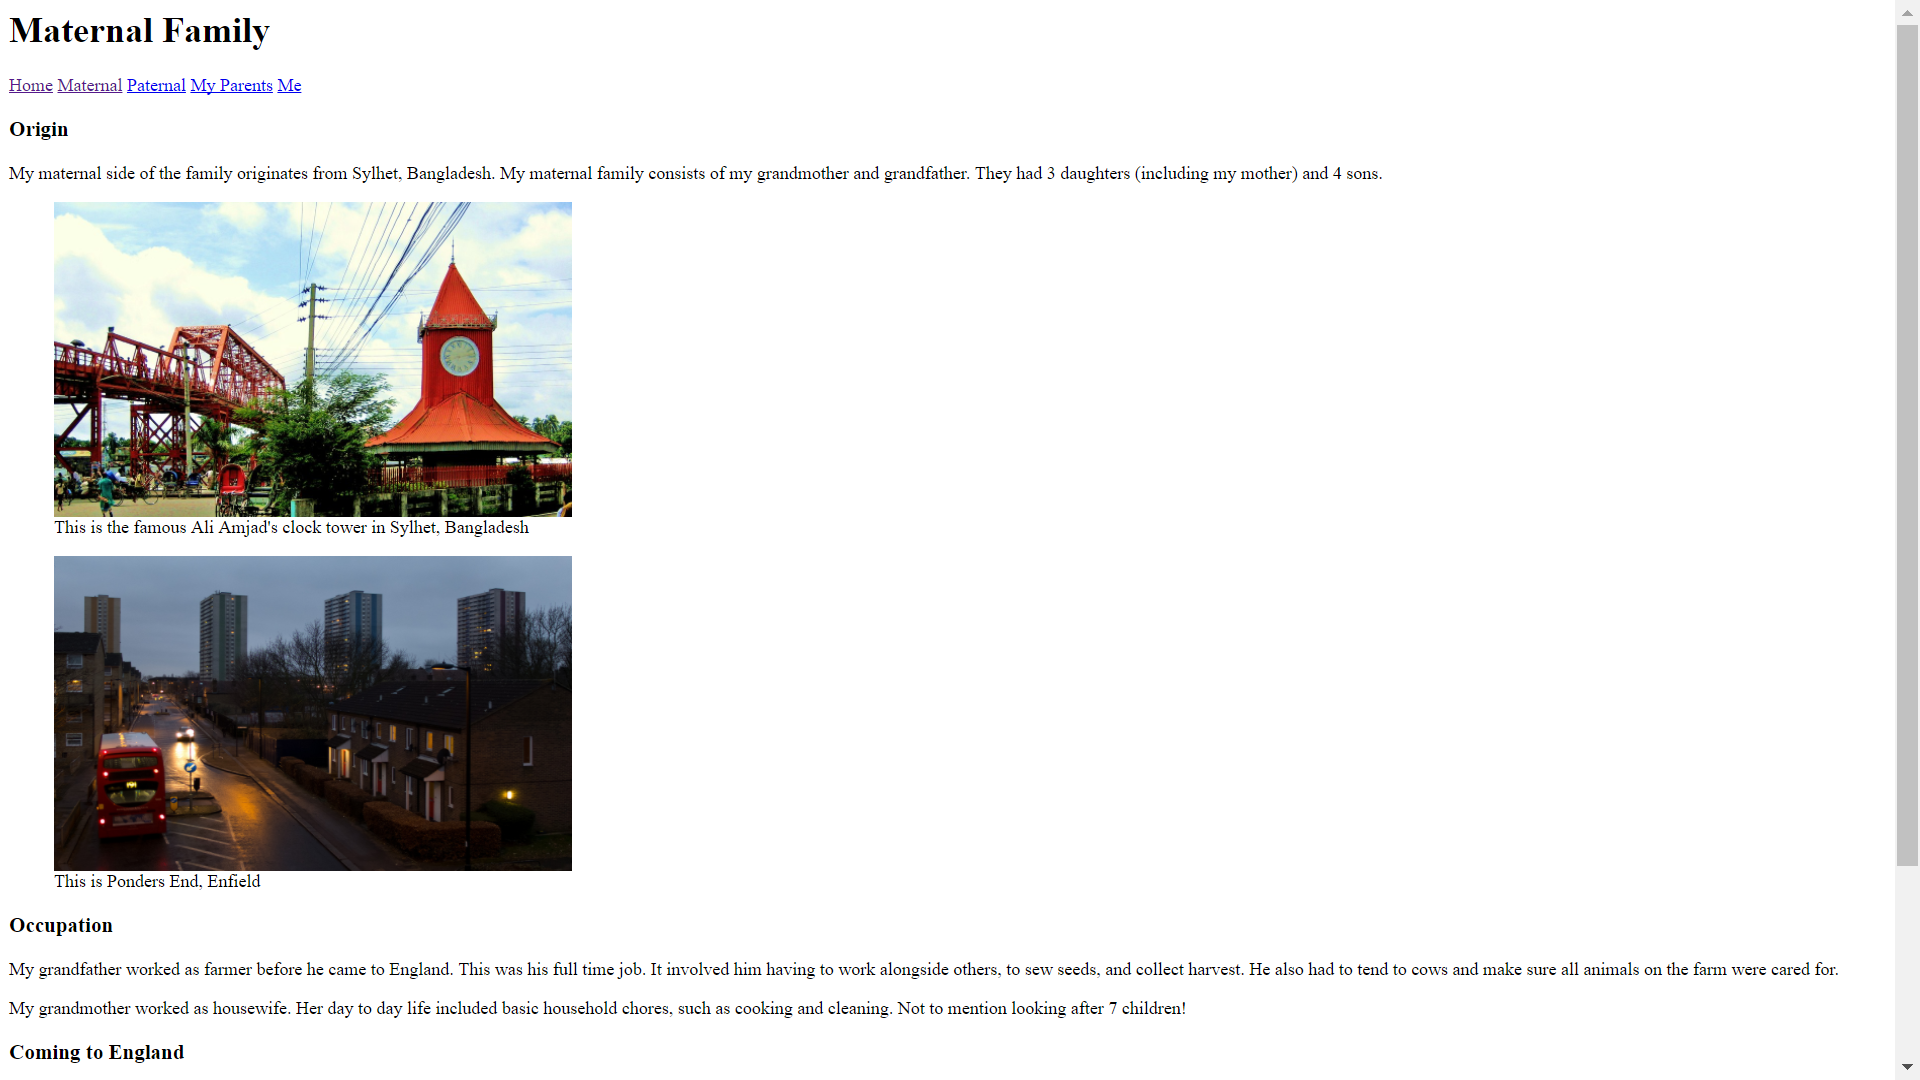 Maternal Family
Home Maternal Paternal My Parents Me
Origin
My maternal side of the family originates from Sylhet, Bangladesh. My maternal family consists of my grandmother and grandfather. They had 3 daughters (including my mother) and 4 sons.
This is the famous Ali Amjad's clock tower in Sylhet, Bangladesh
This is Ponders End, Enfield
Occupation
My grandfather worked as farmer before he came to England. This was his full time job. It involved him having to work alongside others, to sew seeds, and collect harvest. He also had to tend to cows and make sure all animals on the farm were cared for.
My grandmother worked as housewife. Her day to day life included basic household chores, such as cooking and cleaning. Not to mention looking after 7 children!
Coming to England